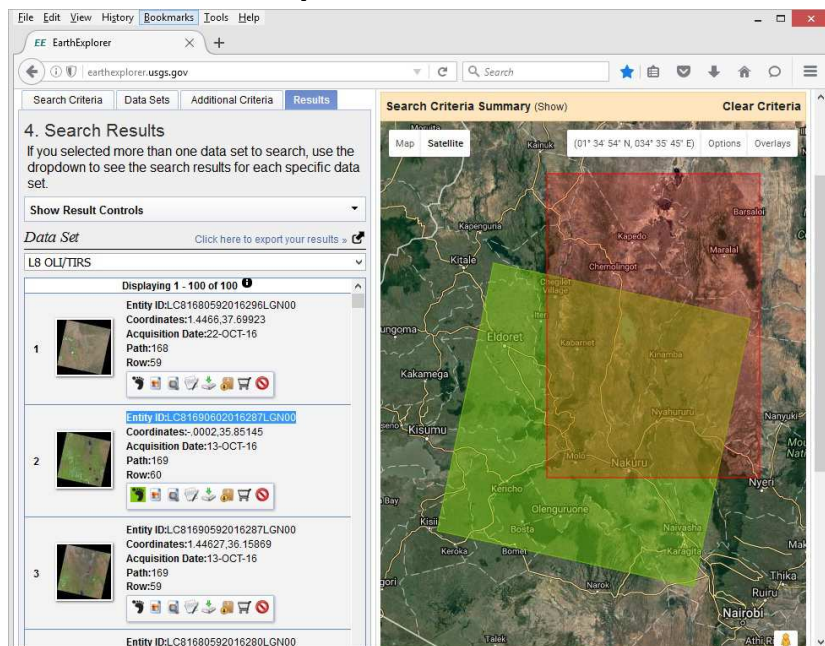 File Edit View History Bookmarks Tools Help
EE EarthExplorer × +
earthexplorer.usgs.gov
Search
Search Criteria Data Sets Additional Criteria Results
4. Search Results
If you selected more than one data set to search, use the
dropdown to see the search results for each specific data
set.
Show Result Controls
Data Set Click here to export your results »
L8 OLI/TIRS
Displaying 1 - 100 of 100
1
Entity ID:LC81680592016296LGN00
Coordinates:1.4466,37.69923
Acquisition Date:22-OCT-16
Path:168
Row:59
2
Entity ID:LC81690602016287LGN00
Coordinates:-.0002,35.85145
Acquisition Date:13-OCT-16
Path:169
Row:60
3
Entity ID:LC81690592016287LGN00
Coordinates:1.44627,36.15869
Acquisition Date:13-OCT-16
Path:169
Row:59
Entity ID:LC81680592016280LGN00
Search Criteria Summary (Show) Clear Criteria
Map Satellite
(01° 34' 54" N, 034° 35' 45" E) Options Overlays
Kainuk
Kapenguria
Barsaloi
Kapedo
Maralal
Kitale
Chemolingot
Chegilet
Village
Iten
ungoma
Eldoret
Kabarnet
Kinamba
Kakamega
Nyahururu
Nanyuki
Kisumu
Molo
Nakuru
Nyeri
Kericho
Olenguruone
Kisii
Bosta
Naivasha
Keroka
Bomet
Karagita
gori
Narok
Thika
Ruiru
Nairobi
Talek
Athi R